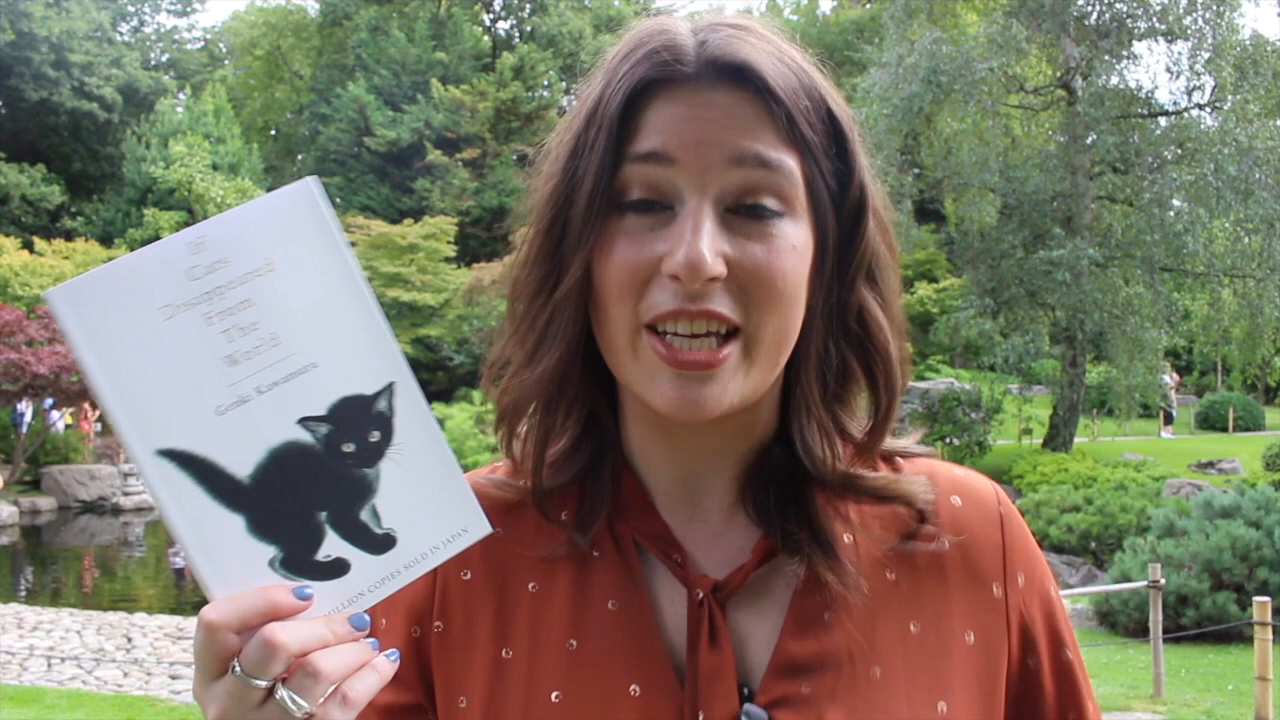 If
Cats
Disappeared
From
The
World
Genki Kawamura
MILLION COPIES SOLD IN JAPAN